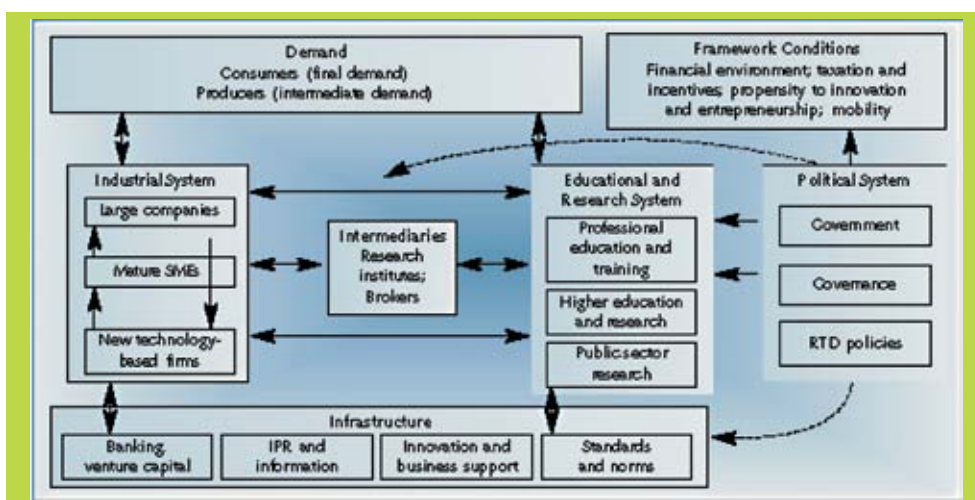 Demand
Consumers (final demand)
Producers (intermediate demand)
Framework Conditions
Financial environment; taxation and
incentives; propensity to innovation
and entrepreneurship; mobility
Industrial System
Large companies
Mature SMEs
New technology-
based firms
Intermediaries
Research
institutes;
Brokers
Educational and
Research System
Professional
education and
training
Higher education
and research
Public-sector
research
Political System
Government
Governance
RTD policies
Infrastructure
Banking,
venture capital
IPR and
information
Innovation and
business support
Standards
and norms